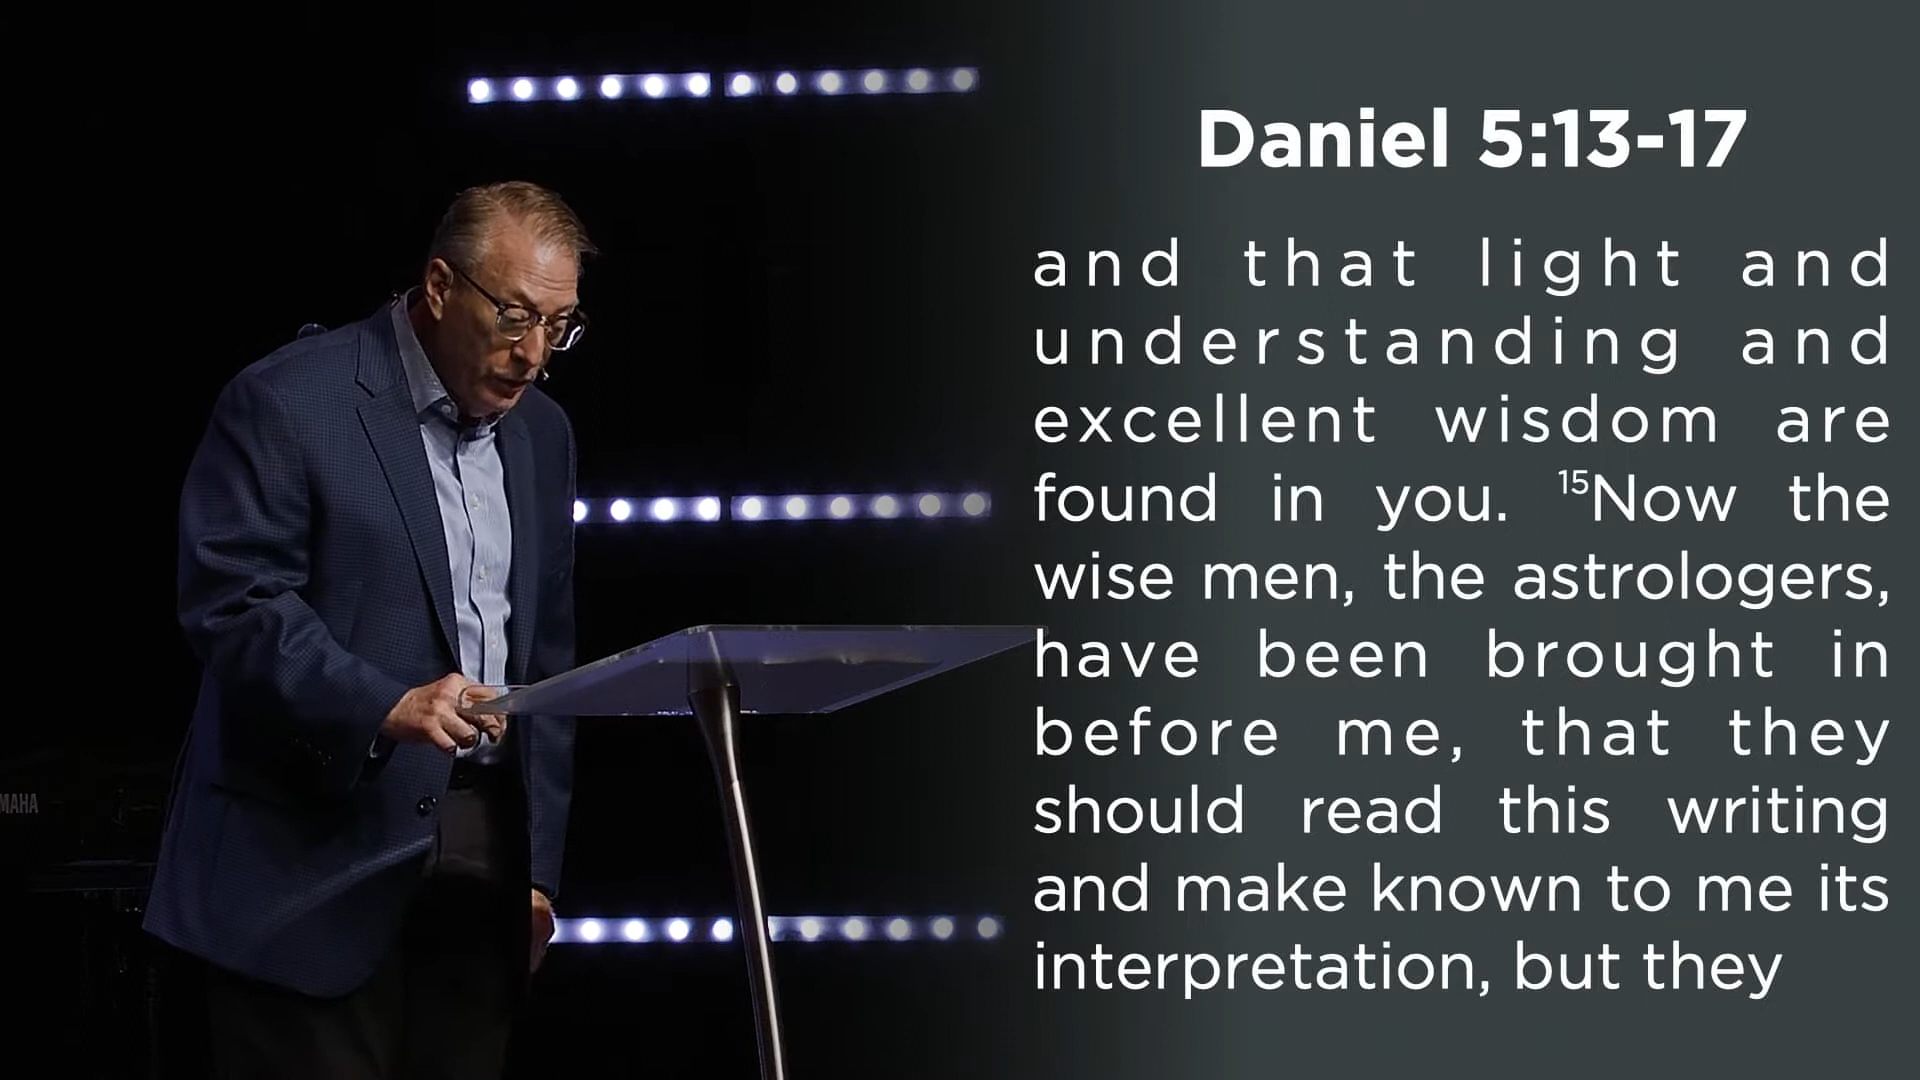 Daniel 5:13-17
and that light and
understanding and
excellent wisdom are
found in you. ¹⁵Now the
wise men, the astrologers,
have been brought in
before me, that they
should read this writing
and make known to me its
interpretation, but they
MAHA